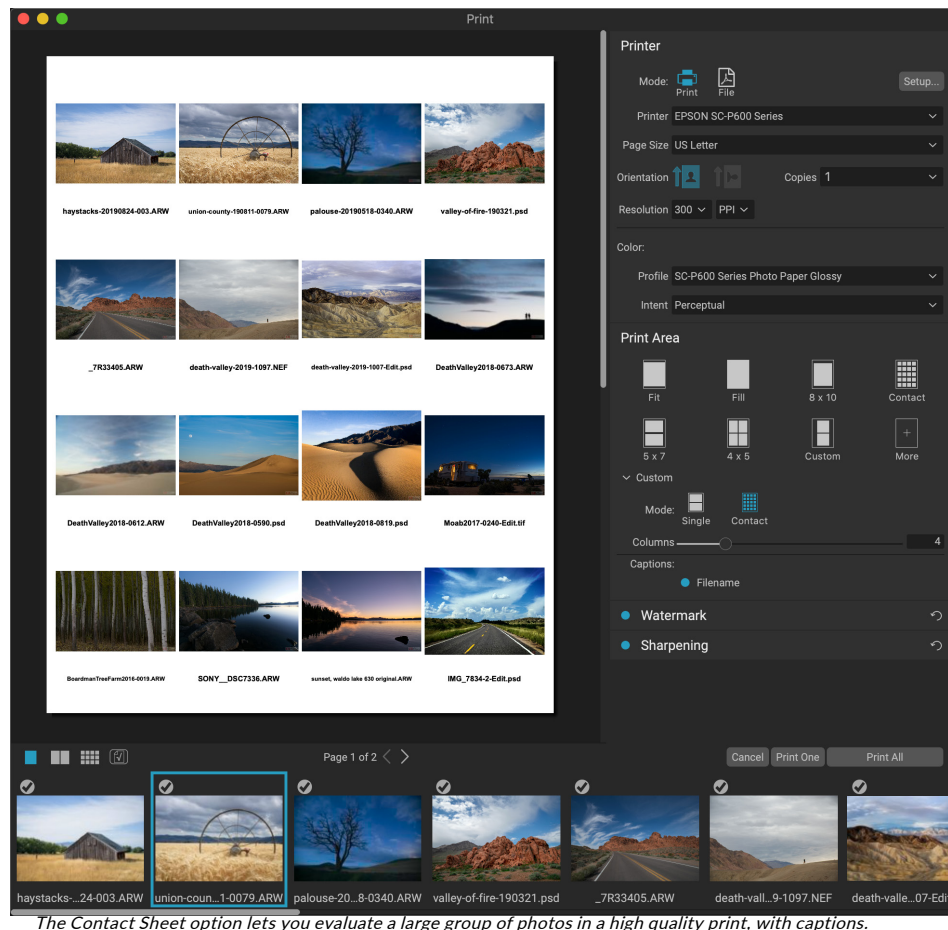 Print
Printer
Mode:
Print
File
Setup...
Printer EPSON SC-P600 Series
Page Size US Letter
Orientation
Copies 1
Resolution 300 PPI
Color:
Profile SC-P600 Series Photo Paper Glossy
Intent Perceptual
Print Area
Fit Fill 8 x 10 Contact
5 x 7 4 x 5 Custom More
Custom
Mode:
Single Contact
Columns 4
Captions:
Filename
Watermark
Sharpening
haystacks-20190824-003.ARW union-county-190811-0079.ARW palouse-20190518-0340.ARW valley-of-fire-190321.psd
_7R33405.ARW death-valley-2019-1097.NEF death-valley-2019-1007-Edit.psd DeathValley2018-0673.ARW
DeathValley2018-0612.ARW DeathValley2018-0590.psd DeathValley2018-0819.psd Moab2017-0240-Edit.tif
BoardmanTreeFarm2018-0019.ARW SONY__DSC7336.ARW sunset, waldo lake 630 original.ARW IMG_7834-2-Edit.psd
Page 1 of 2
Cancel Print One Print All
haystacks-...24-003.ARW union-coun...1-0079.ARW palouse-20...8-0340.ARW valley-of-fire-190321.psd _7R33405.ARW death-vall...9-1097.NEF death-valle...07-Edi
The Contact Sheet option lets you evaluate a large group of photos in a high quality print, with captions.